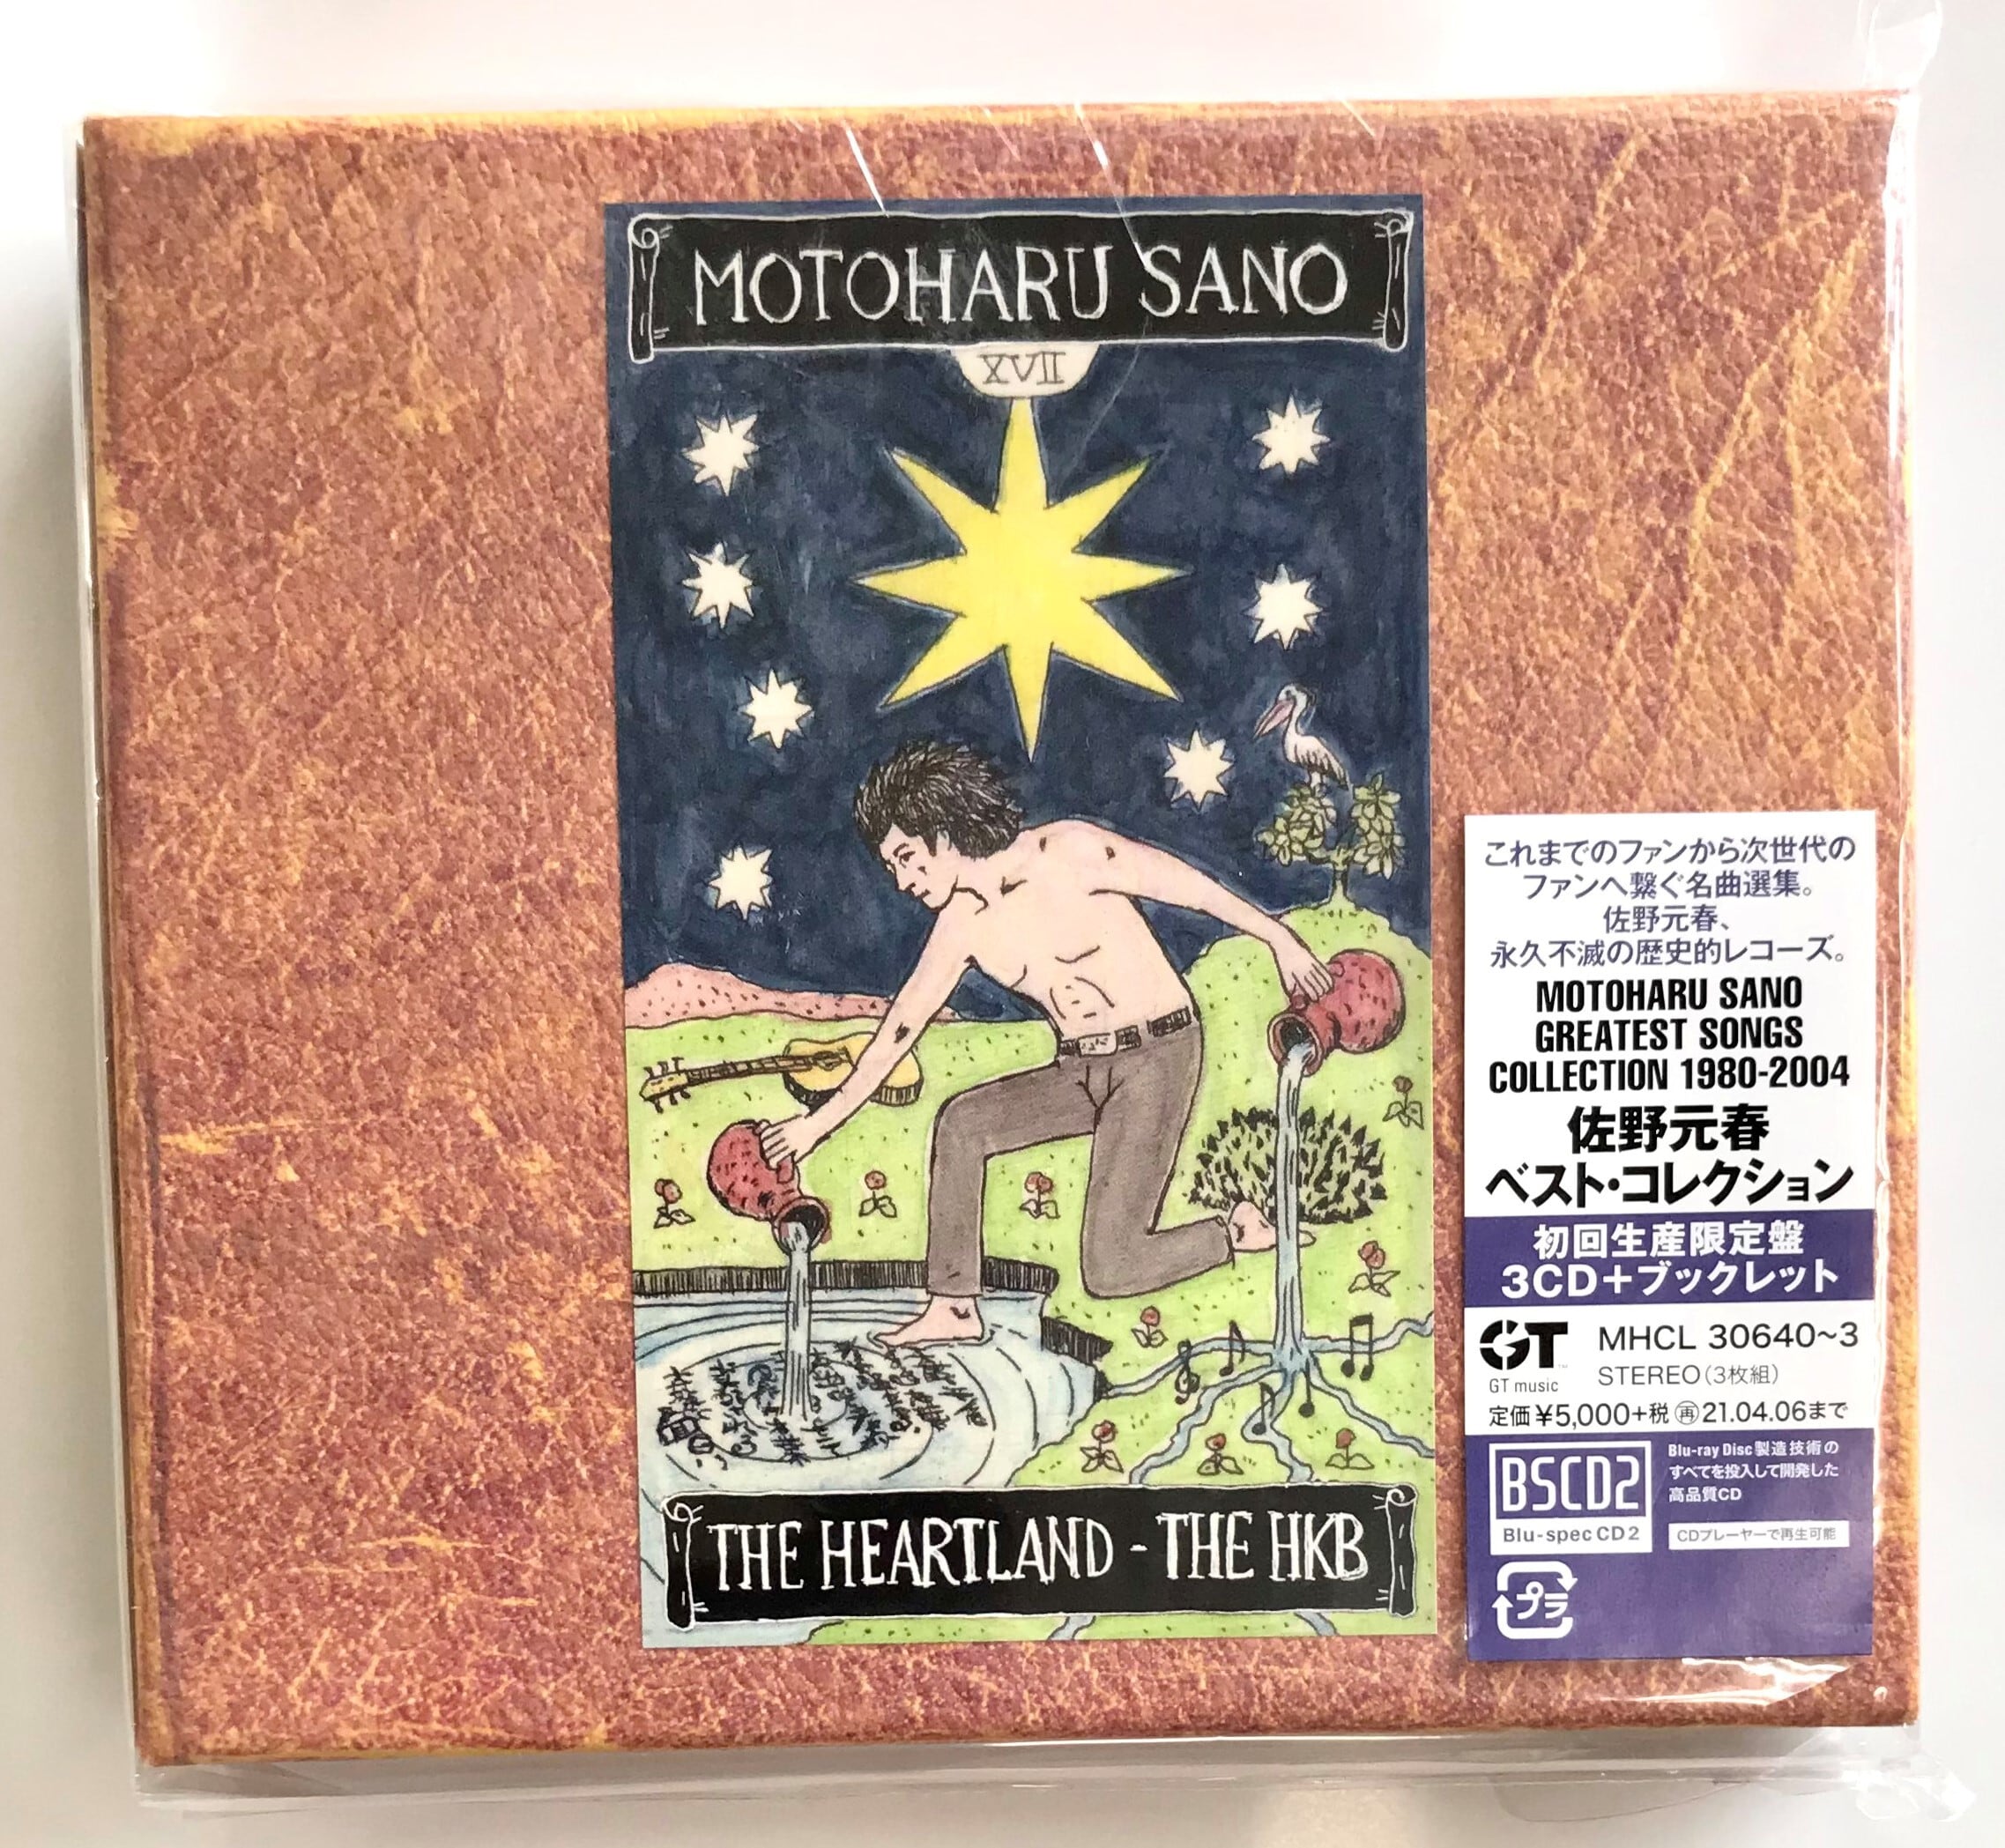 MOTOHARU SANO
XVII
THE HEARTLAND - THE HKB
これまでのファンから次世代の
ファンへ繋ぐ名曲選集。
佐野元春、
永久不滅の歴史的レコーズ。
MOTOHARU SANO
GREATEST SONGS
COLLECTION 1980-2004
佐野元春
ベスト・コレクション
初回生産限定盤
3CD+ブックレット
GT MHCL 30640~3
GT music STEREO(3枚組)
定価¥5,000+税 再21.04.06まで
BSCD2
Blu-spec CD2
Blu-ray Disc製造技術の
すべてを投入して開発した
高品質CD
CDプレーヤーで再生可能
プラ